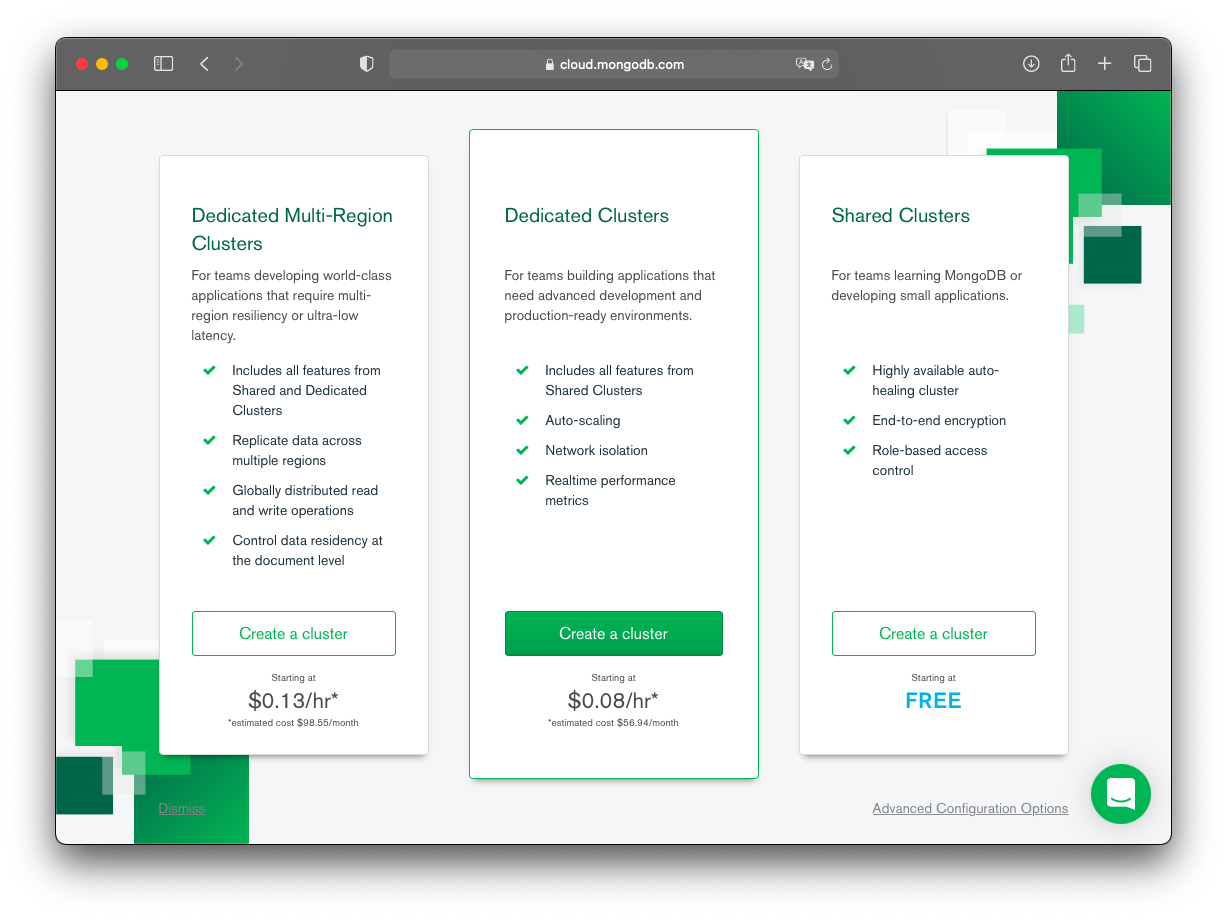 cloud.mongodb.com
Dedicated Multi-Region
Clusters
For teams developing world-class
applications that require multi-
region resiliency or ultra-low
latency.
Includes all features from
Shared and Dedicated
Clusters
Replicate data across
multiple regions
Globally distributed read
and write operations
Control data residency at
the document level
Create a cluster
Starting at
$0.13/hr*
*estimated cost $98.55/month
Dedicated Clusters
For teams building applications that
need advanced development and
production-ready environments.
Includes all features from
Shared Clusters
Auto-scaling
Network isolation
Realtime performance
metrics
Create a cluster
Starting at
$0.08/hr*
*estimated cost $56.94/month
Shared Clusters
For teams learning MongoDB or
developing small applications.
Highly available auto-
healing cluster
End-to-end encryption
Role-based access
control
Create a cluster
Starting at
FREE
Dismiss
Advanced Configuration Options